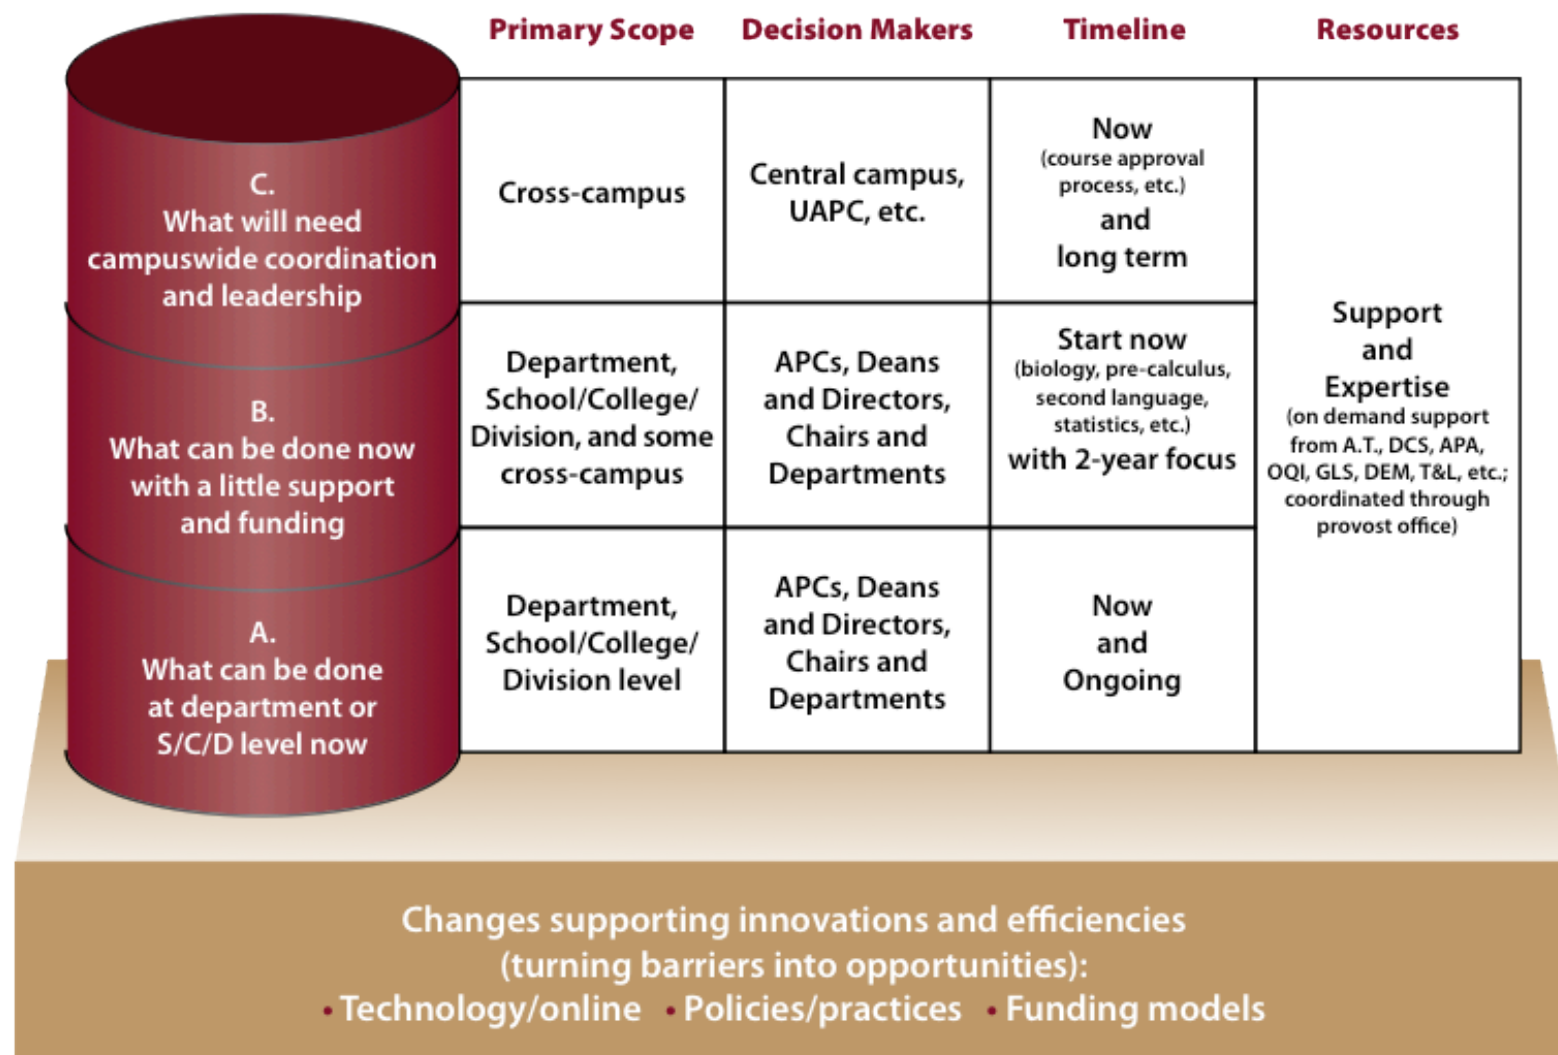 Primary Scope
Decision Makers
Timeline
Resources
C.
What will need
campuswide coordination
and leadership
Cross-campus
Central campus,
UAPC, etc.
Now
(course approval
process, etc.)
and
long term
B.
What can be done now
with a little support
and funding
Department,
School/College/
Division, and some
cross-campus
APCs, Deans
and Directors,
Chairs and
Departments
Start now
(biology, pre-calculus,
second language,
statistics, etc.)
with 2-year focus
A.
What can be done
at department or
S/C/D level now
Department,
School/College/
Division level
APCs, Deans
and Directors,
Chairs and
Departments
Now
and
Ongoing
Support
and
Expertise
(on demand support
from A.T., DCS, APA,
OQI, GLS, DEM, T&L, etc.;
coordinated through
provost office)
Changes supporting innovations and efficiencies
(turning barriers into opportunities):
• Technology/online • Policies/practices • Funding models